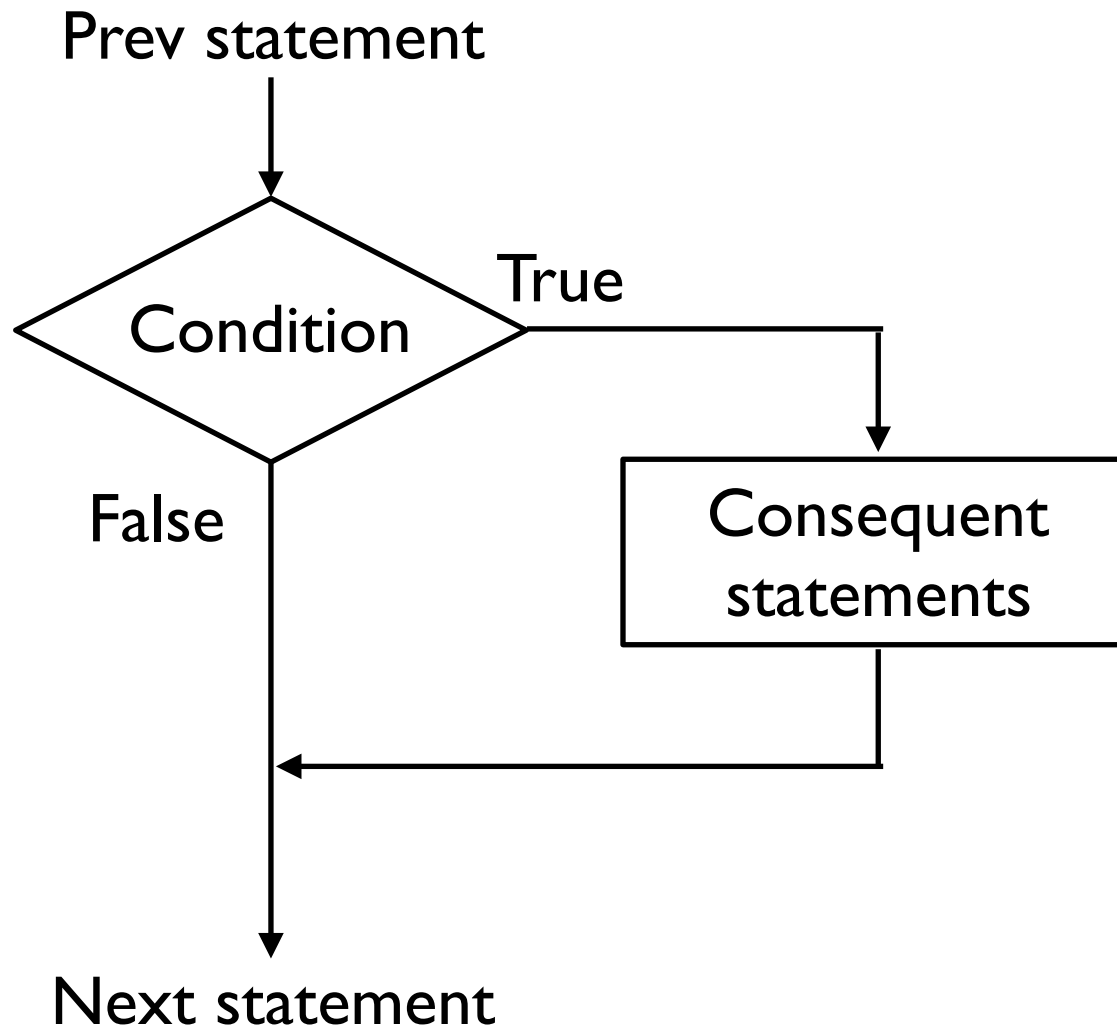 Prev statement
True
Condition
False
Consequent
statements
Next statement